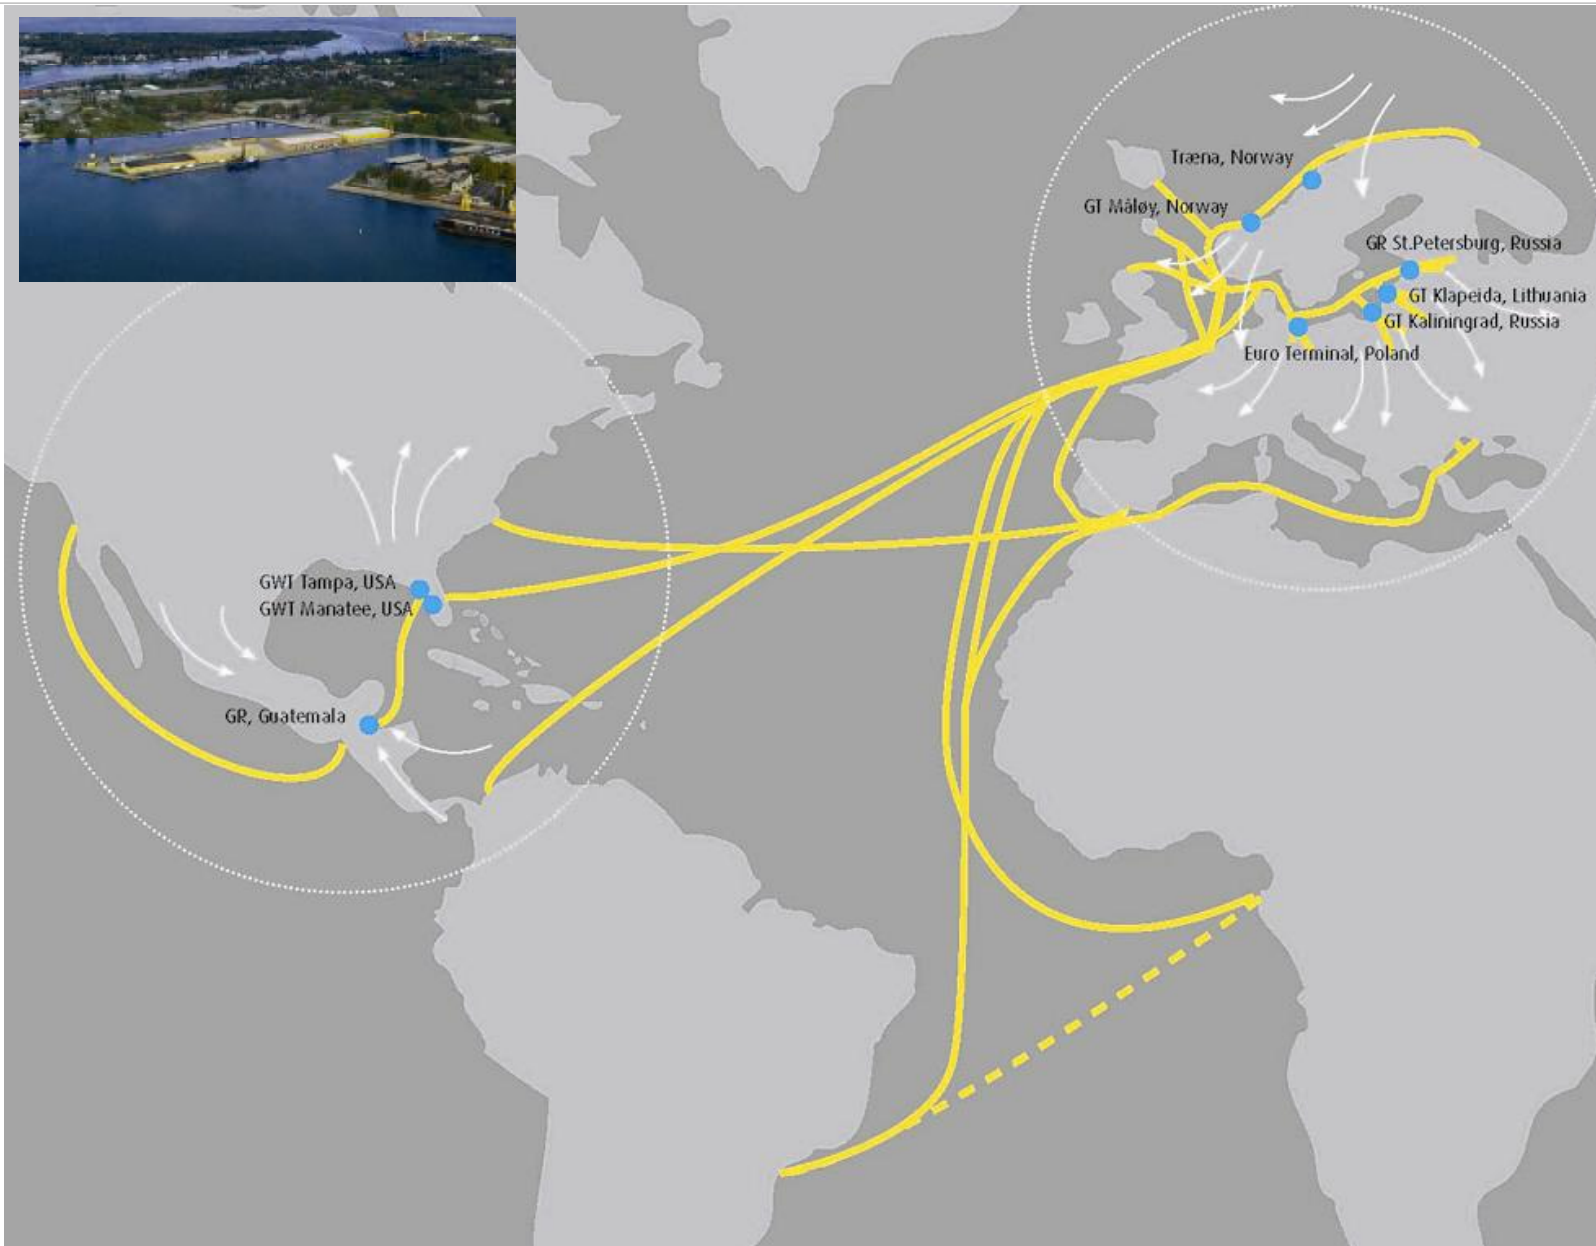 Træna, Norway
GT Måløy, Norway
GR St.Petersburg, Russia
GT Klapeida, Lithuania
GT Kaliningrad, Russia
Euro Terminal, Poland
GWT Tampa, USA
GWT Manatee, USA
GR, Guatemala